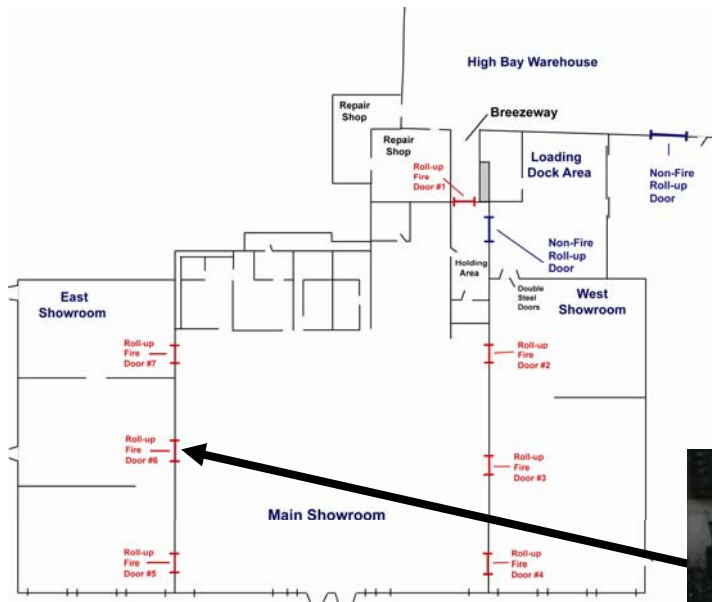 High Bay Warehouse
Repair
Shop
Breezeway
Repair
Shop
Loading
Dock Area
Roll-up
Fire
Door #1
Non-Fire
Roll-up
Door
Non-Fire
Roll-up
Door
Holding
Area
Double
Steel
Doors
East
Showroom
West
Showroom
Roll-up
Fire
Door #7
Roll-up
Fire
Door #2
Roll-up
Fire
Door #6
Roll-up
Fire
Door #3
Main Showroom
Roll-up
Fire
Door #5
Roll-up
Fire
Door #4